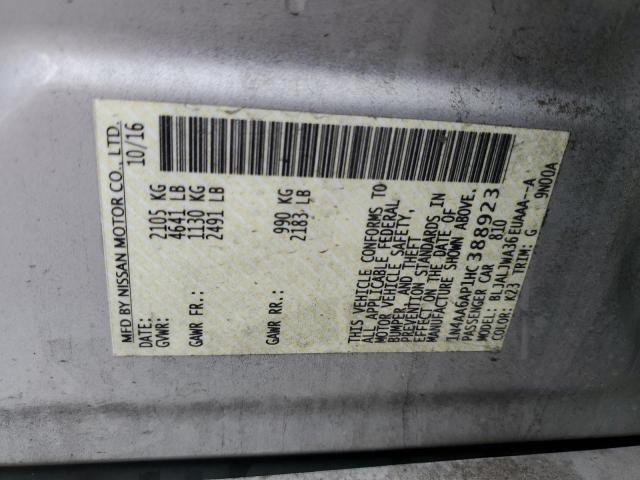 MFD BY NISSAN MOTOR CO., LTD.
DATE: 10/16
GVWR: 2105 KG
4641 LB
GAWR FR.: 1130 KG
2491 LB
GAWR RR.: 990 KG
2183 LB
THIS VEHICLE CONFORMS TO
ALL APPLICABLE FEDERAL
MOTOR VEHICLE SAFETY,
BUMPER, AND THEFT
PREVENTION STANDARDS IN
EFFECT ON THE DATE OF
MANUFACTURE SHOWN ABOVE.
1N4AA6AP1HC388923
PASSENGER CAR 810
MODEL: BLJALJWA36EUAAA--A
COLOR: K23 TRIM: G 9N00A